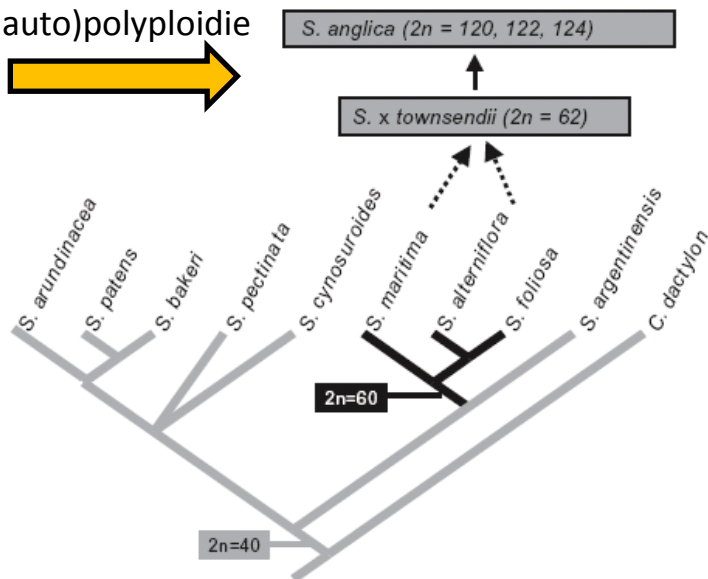 auto)polyploidie
S. anglica (2n = 120, 122, 124)
S. x townsendii (2n = 62)
S. arundinacea
S. patens
S. bakeri
S. pectinata
S. cynosuroides
S. maritima
S. alterniflora
S. foliosa
S. argentinensis
C. dactylon
2n=60
2n=40